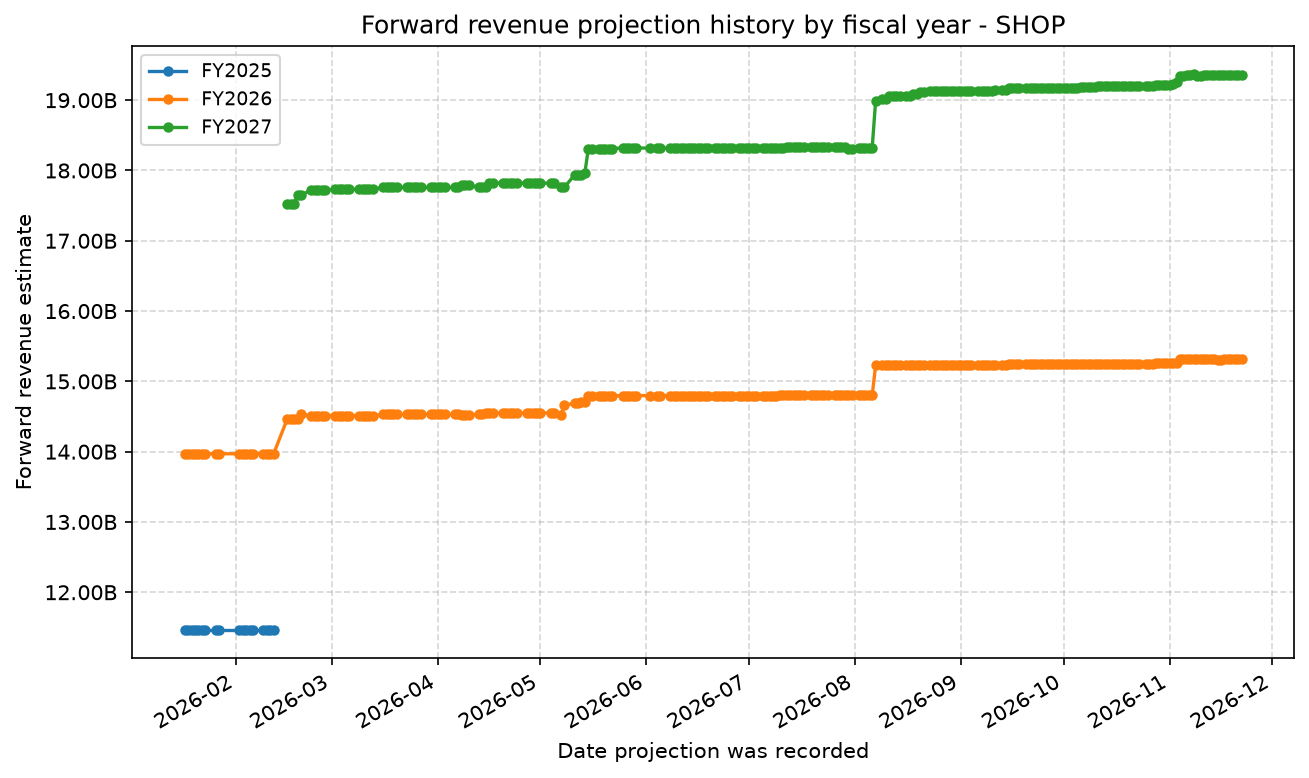 Forward revenue projection history by fiscal year - SHOP
FY2025
FY2026
FY2027
19.00B
18.00B
17.00B
16.00B
15.00B
14.00B
13.00B
12.00B
Forward revenue estimate
2026-02
2026-03
2026-04
2026-05
2026-06
2026-07
2026-08
2026-09
2026-10
2026-11
2026-12
Date projection was recorded